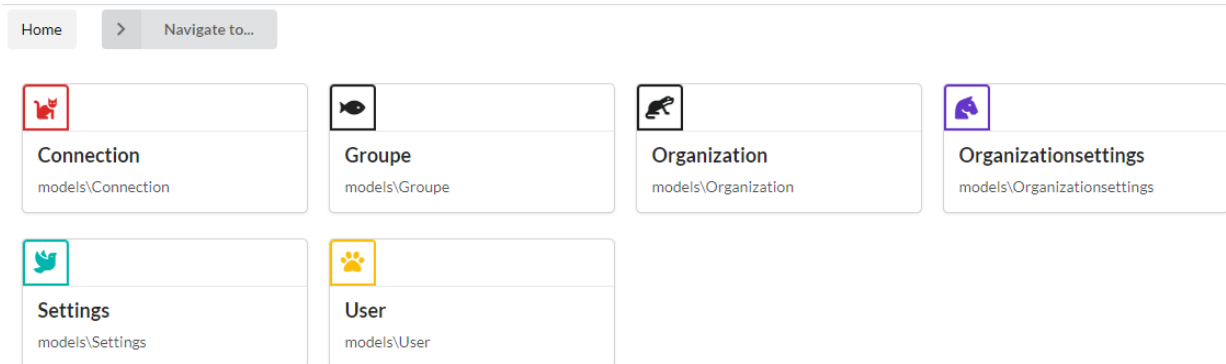 Home
Navigate to...
Connection
models\Connection
Groupe
models\Groupe
Organization
models\Organization
Organizationsettings
models\Organizationsettings
Settings
models\Settings
User
models\User